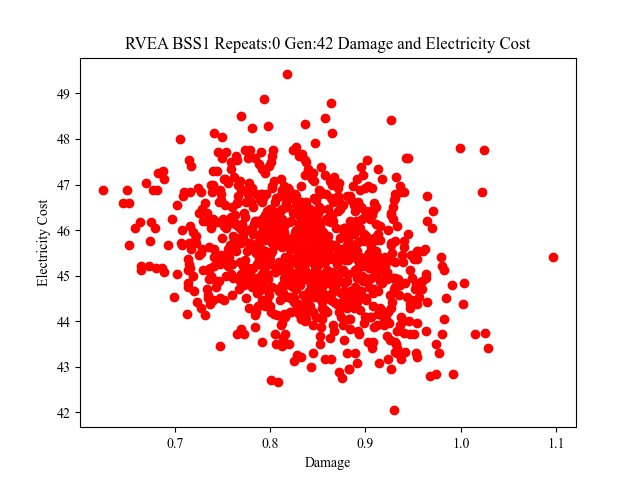 RVEA BSS1 Repeats:0 Gen:42 Damage and Electricity Cost
Electricity Cost
49
48
47
46
45
44
43
42
0.7 0.8 0.9 1.0 1.1
Damage